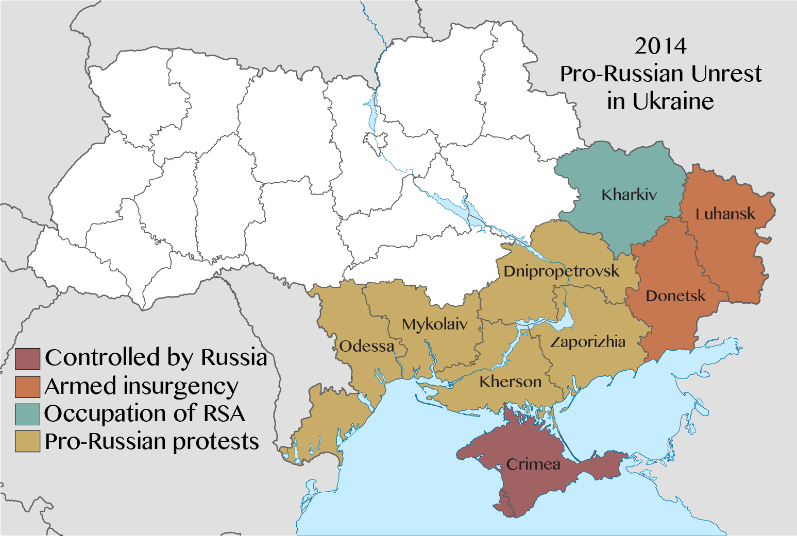 2014
Pro-Russian Unrest
in Ukraine
Kharkiv
Luhansk
Dnipropetrovsk
Donetsk
Mykolaiv
Odessa
Zaporizhia
Kherson
Crimea
Controlled by Russia
Armed insurgency
Occupation of RSA
Pro-Russian protests